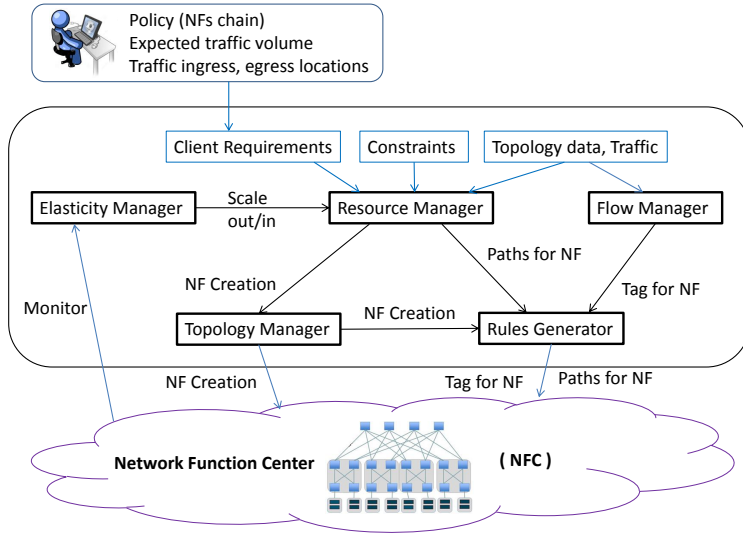 Policy (NFs chain)
Expected traffic volume
Traffic ingress, egress locations
Client Requirements
Constraints
Topology data, Traffic
Elasticity Manager
Scale
out/in
Resource Manager
Flow Manager
Paths for NF
NF Creation
Tag for NF
Monitor
Topology Manager
NF Creation
Rules Generator
NF Creation
Tag for NF
Paths for NF
Network Function Center
( NFC )